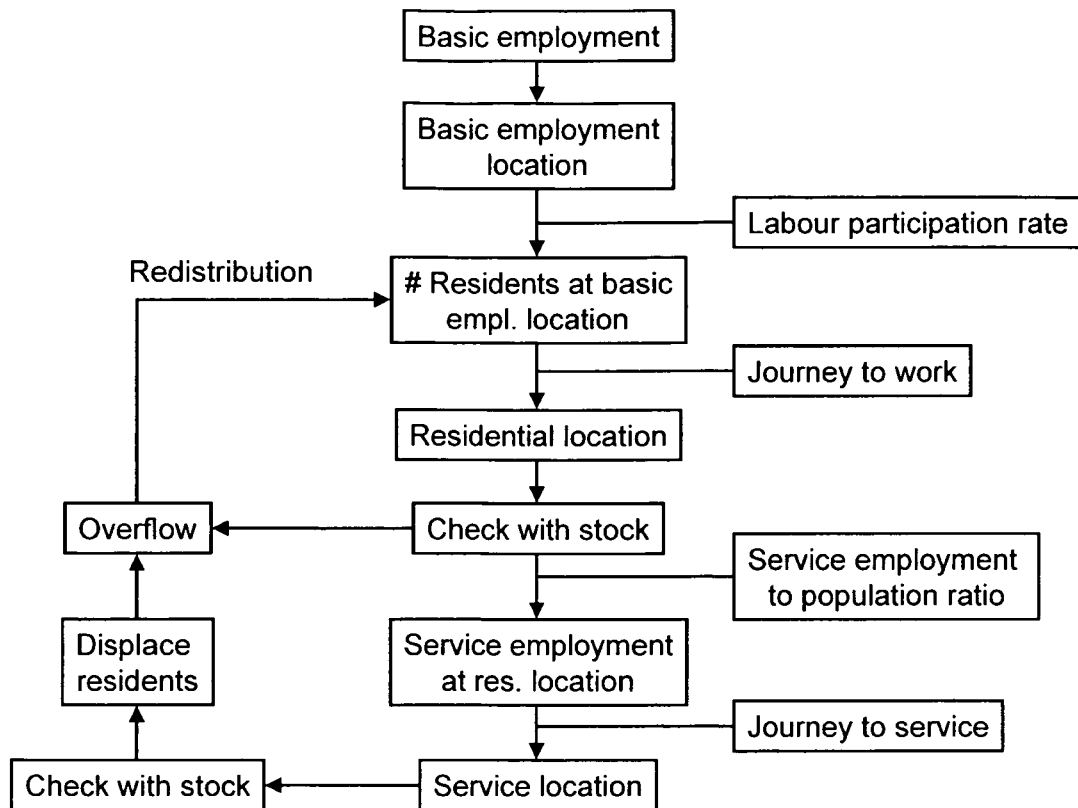 Basic employment
Basic employment
location
Labour participation rate
Redistribution
# Residents at basic
empl. location
Journey to work
Residential location
Overflow
Check with stock
Service employment
to population ratio
Displace
residents
Service employment
at res. location
Journey to service
Check with stock
Service location